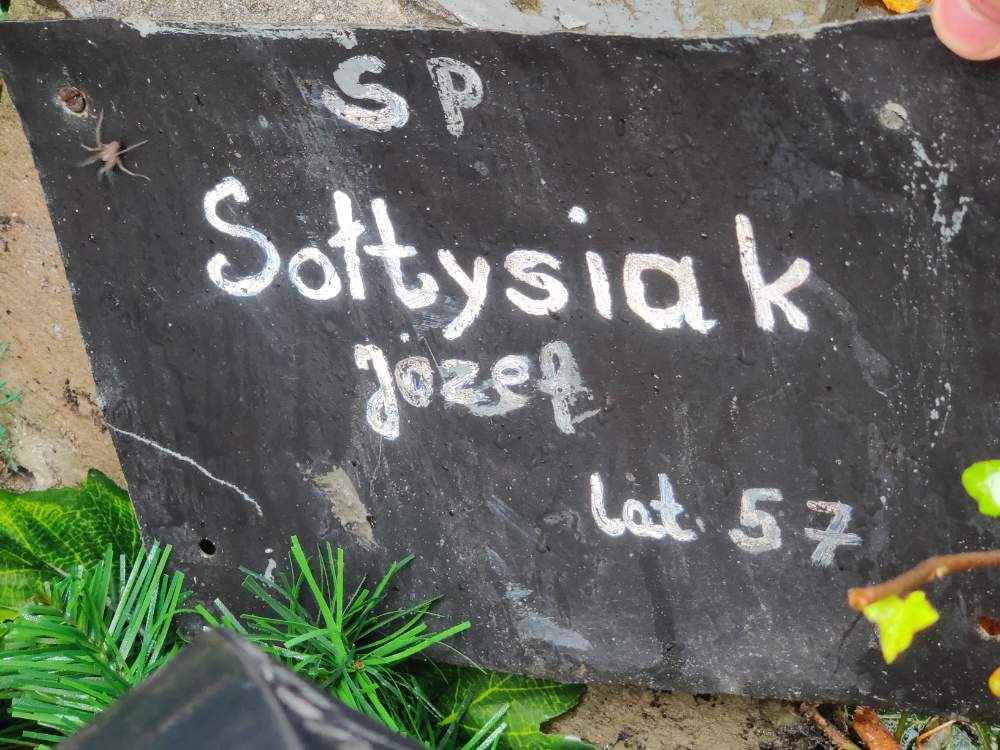 SP
Sołtysiak
józef
lat 57